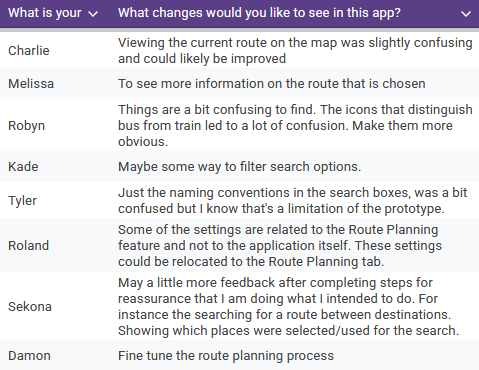 What is your
What changes would you like to see in this app?
Charlie
Viewing the current route on the map was slightly confusing
and could likely be improved
Melissa
To see more information on the route that is chosen
Robyn
Things are a bit confusing to find. The icons that distinguish
bus from train led to a lot of confusion. Make them more
obvious.
Kade
Maybe some way to filter search options.
Tyler
Just the naming conventions in the search boxes, was a bit
confused but I know that's a limitation of the prototype.
Roland
Some of the settings are related to the Route Planning
feature and not to the application itself. These settings
could be relocated to the Route Planning tab.
Sekona
May a little more feedback after completing steps for
reassurance that I am doing what I intended to do. For
instance the searching for a route between destinations.
Showing which places were selected/used for the search.
Damon
Fine tune the route planning process